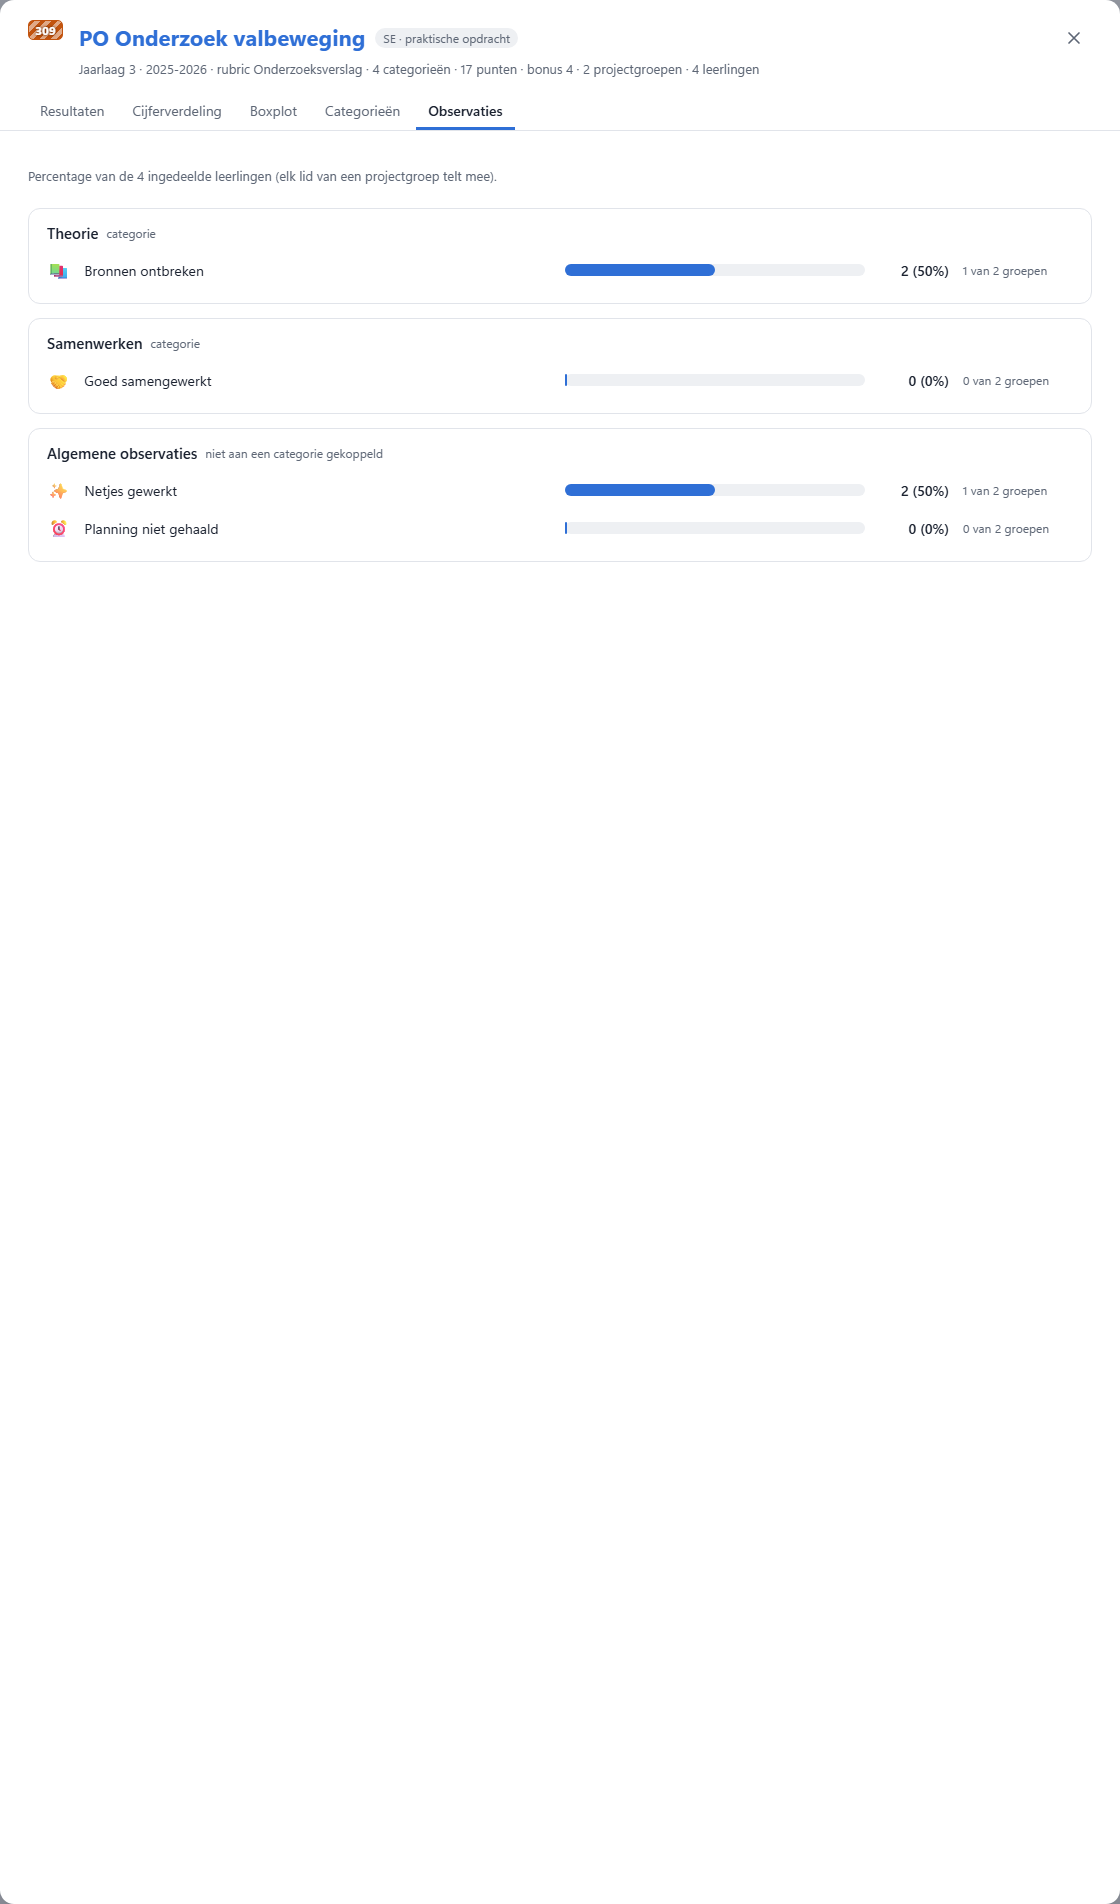 309
PO Onderzoek valbeweging SE · praktische opdracht
Jaarlaag 3 · 2025-2026 · rubric Onderzoeksverslag · 4 categorieën · 17 punten · bonus 4 · 2 projectgroepen · 4 leerlingen
Resultaten Cijferverdeling Boxplot Categorieën Observaties
Percentage van de 4 ingedeelde leerlingen (elk lid van een projectgroep telt mee).
Theorie categorie
Bronnen ontbreken 2 (50%) 1 van 2 groepen
Samenwerken categorie
Goed samengewerkt 0 (0%) 0 van 2 groepen
Algemene observaties niet aan een categorie gekoppeld
Netjes gewerkt 2 (50%) 1 van 2 groepen
Planning niet gehaald 0 (0%) 0 van 2 groepen